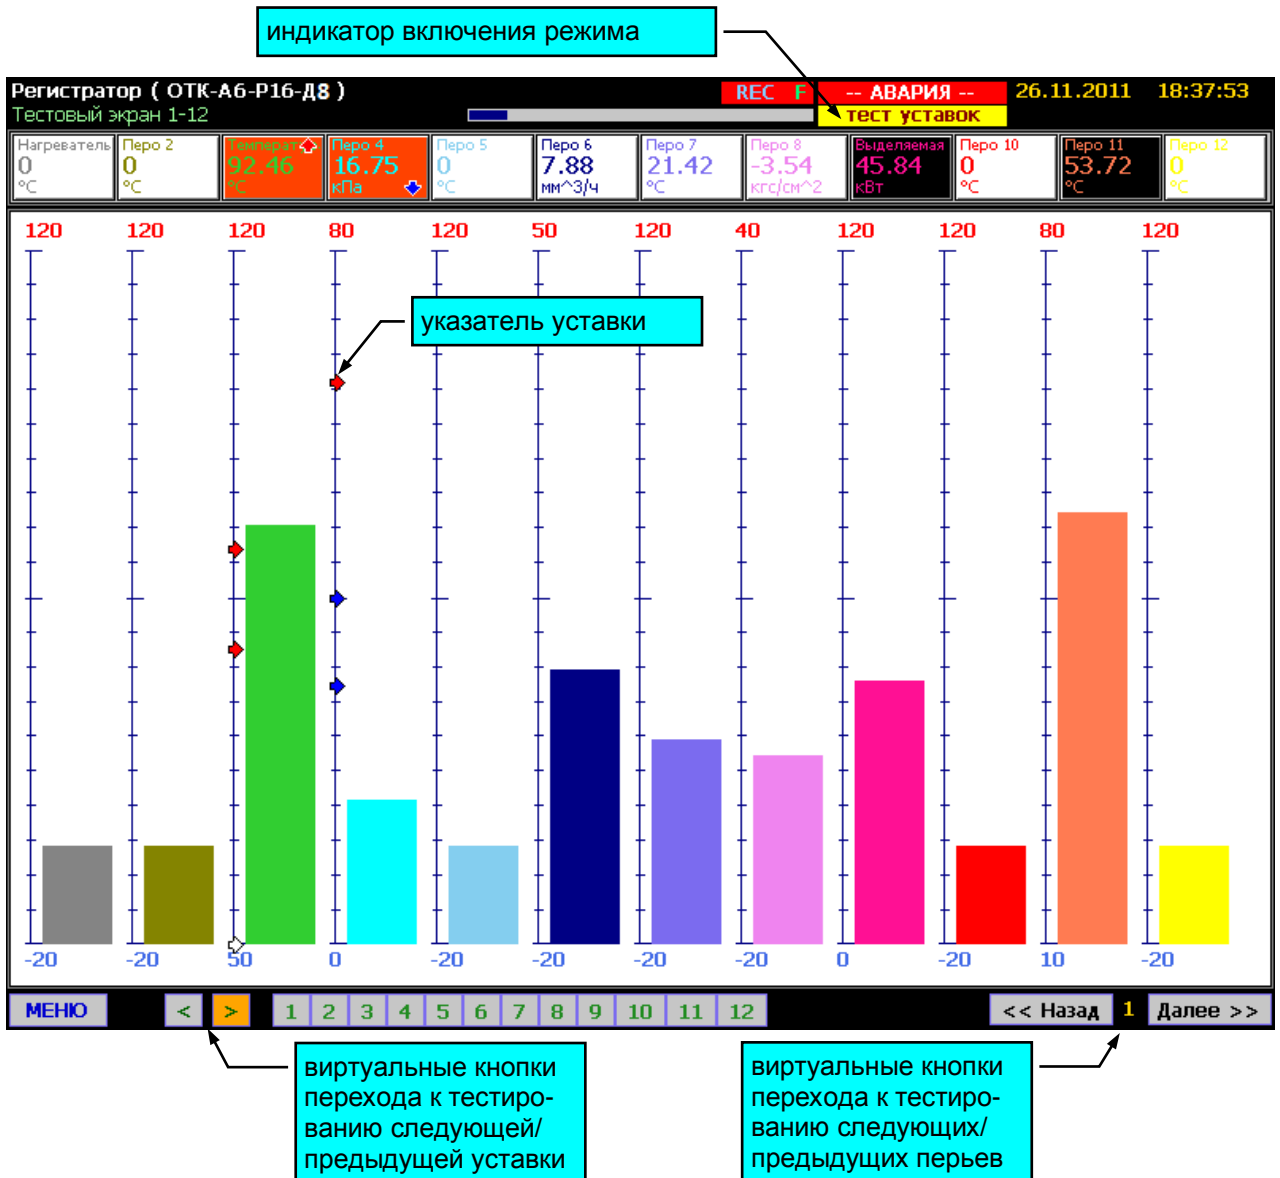 индикатор включения режима
Регистратор ( ОТК-А6-Р16-Д8 )
REC F
-- АВАРИЯ --
26.11.2011 18:37:53
Тестовый экран 1-12
тест уставок
Нагреватель Перо 2 Температ Перо 4 Перо 5 Перо 6 Перо 7 Перо 8 Выделяемая Перо 10 Перо 11 Перо 12
0 0 92.46 16.75 0 7.88 21.42 -3.54 45.84 0 53.72 0
°C °C °C кПа °C мм^3/ч °C кгс/см^2 кВт °C °C °C
120 120 120 80 120 50 120 40 120 120 80 120
указатель уставки
-20 -20 50 0 -20 -20 -20 -20 0 -20 10 -20
МЕНЮ < > 1 2 3 4 5 6 7 8 9 10 11 12 << Назад 1 Далее >>
виртуальные кнопки
перехода к тестиро-
ванию следующей/
предыдущей уставки
виртуальные кнопки
перехода к тестиро-
ванию следующих/
предыдущих перьев